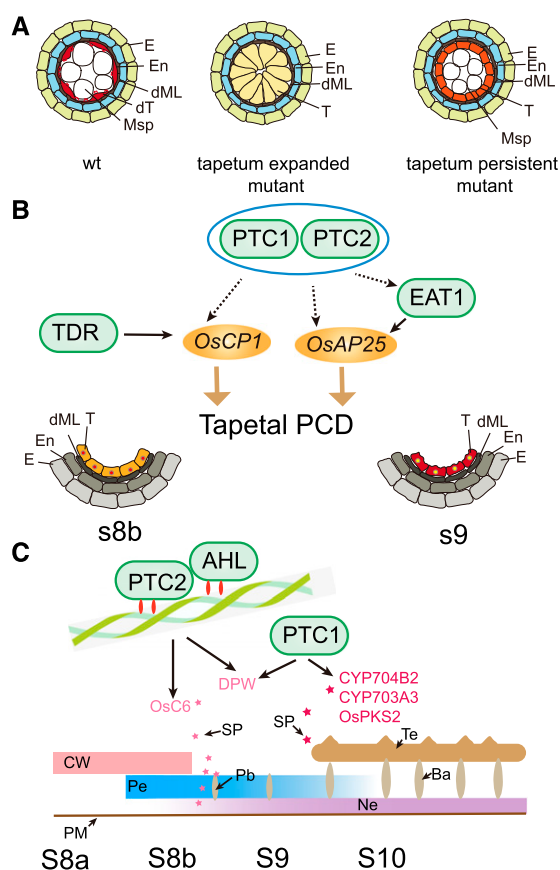 A
E
En
dML
dT
Msp
wt
E
En
dML
T
tapetum expanded
mutant
E
En
dML
T
Msp
tapetum persistent
mutant
B
PTC1
PTC2
EAT1
TDR
OsCP1
OsAP25
Tapetal PCD
dML
T
En
E
s8b
T
dML
En
E
s9
C
PTC2
AHL
PTC1
DPW
OsC6
CYP704B2
CYP703A3
OsPKS2
SP
SP
Te
CW
Pe
Pb
Ba
Ne
PM
S8a
S8b
S9
S10